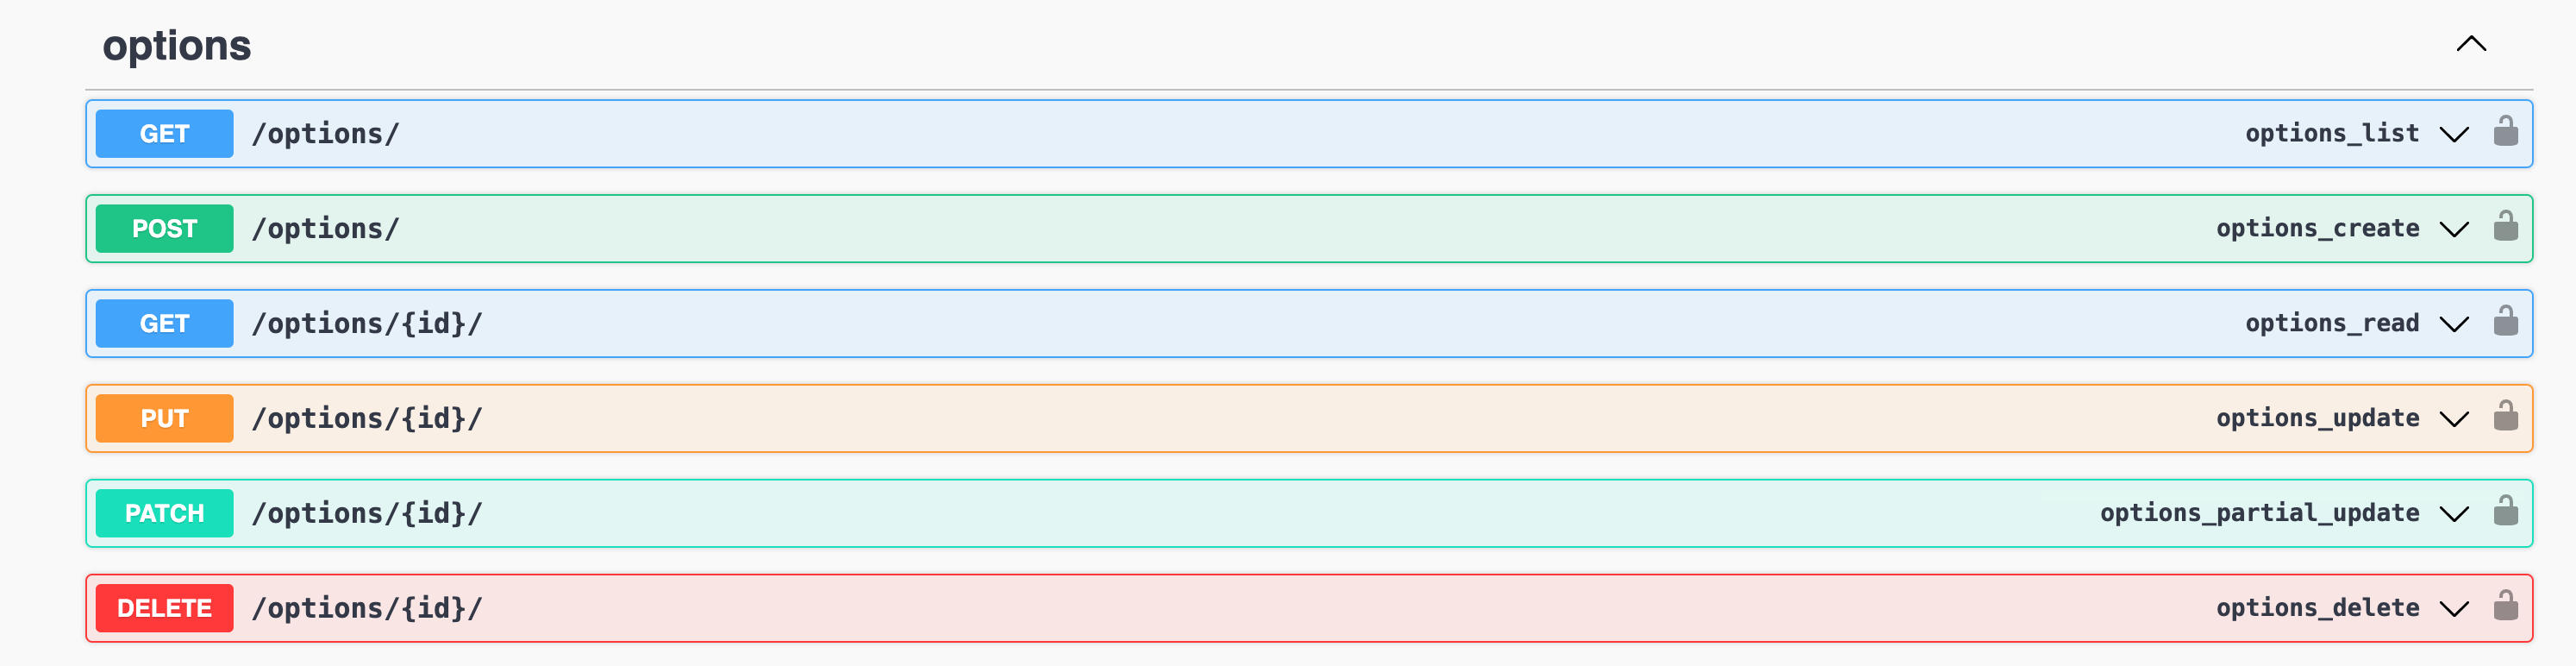 options
GET /options/ options_list
POST /options/ options_create
GET /options/{id}/ options_read
PUT /options/{id}/ options_update
PATCH /options/{id}/ options_partial_update
DELETE /options/{id}/ options_delete